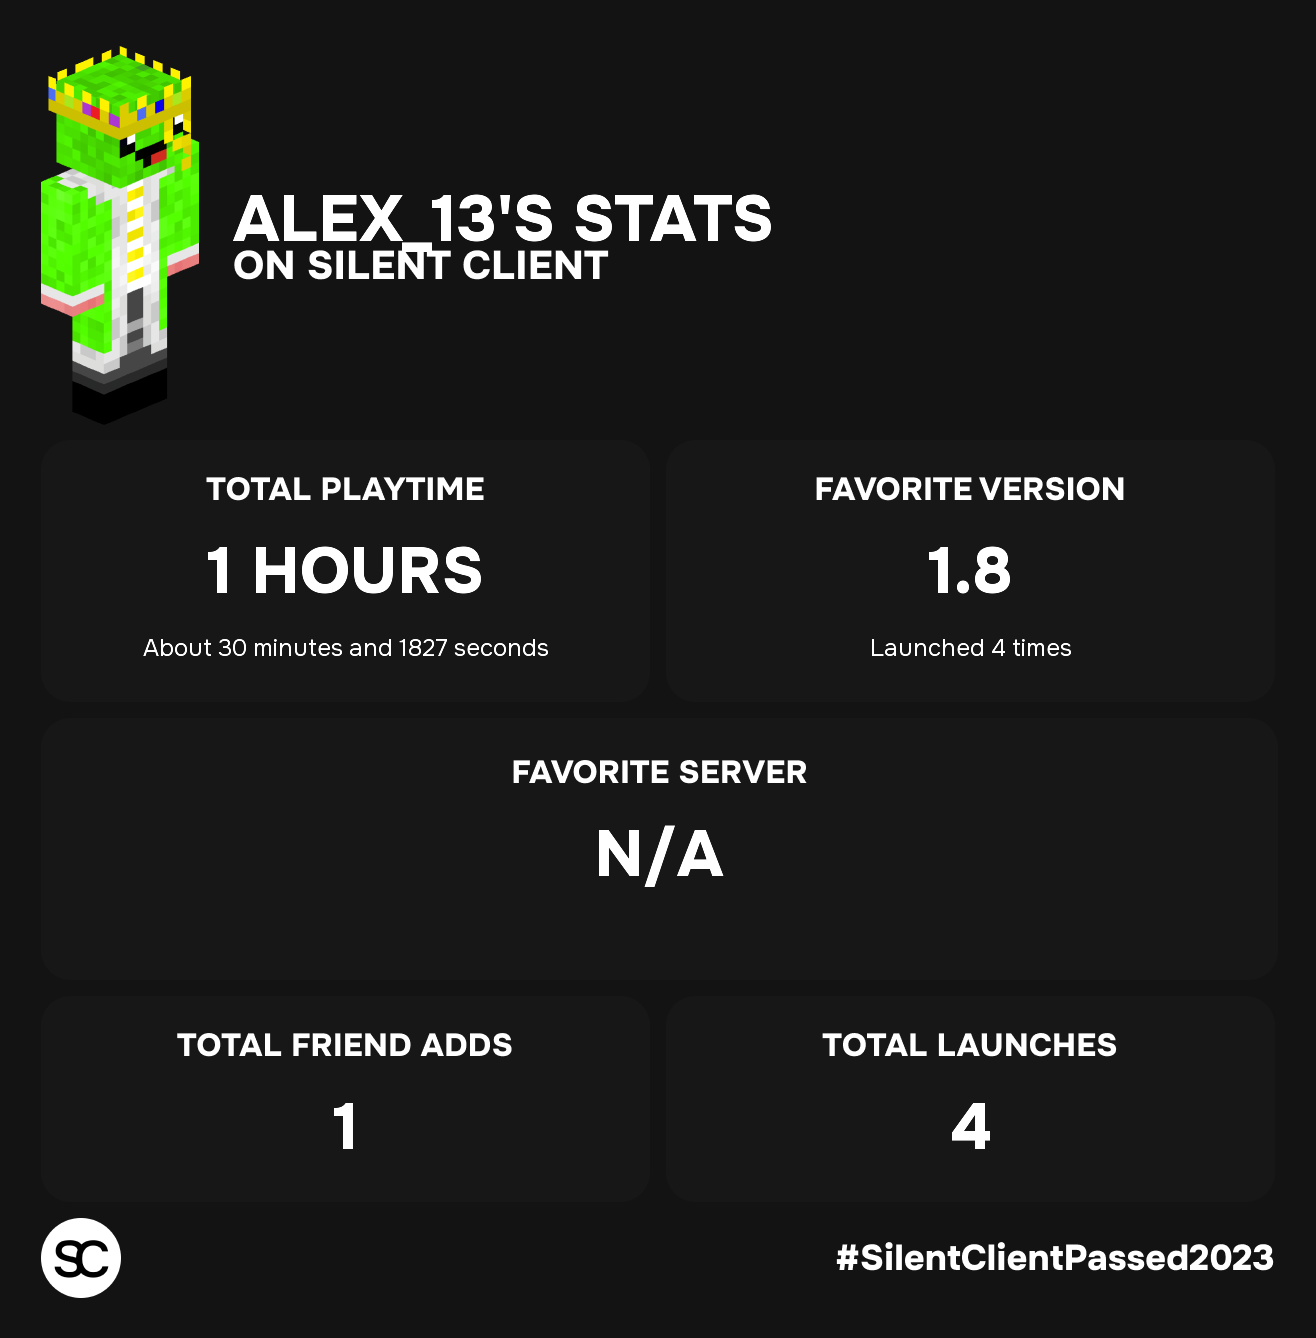 ALEX_13'S STATS
ON SILENT CLIENT
TOTAL PLAYTIME
1 HOURS
About 30 minutes and 1827 seconds
FAVORITE VERSION
1.8
Launched 4 times
FAVORITE SERVER
N/A
TOTAL FRIEND ADDS
1
TOTAL LAUNCHES
4
SC
#SilentClientPassed2023